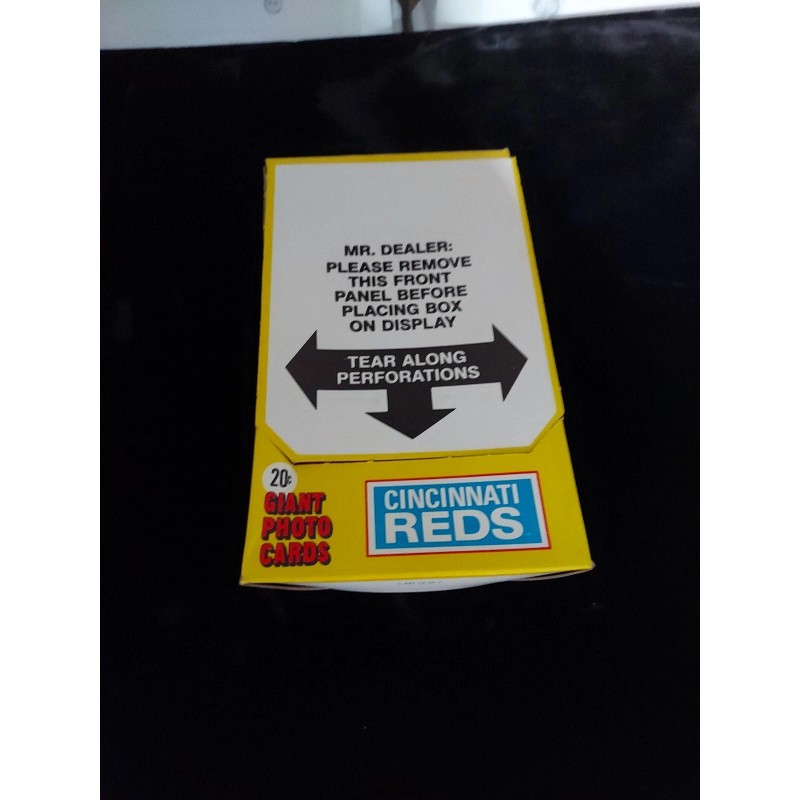 MR. DEALER:
PLEASE REMOVE
THIS FRONT
PANEL BEFORE
PLACING BOX
ON DISPLAY
TEAR ALONG
PERFORATIONS
20¢
GIANT
PHOTO
CARDS
CINCINNATI
REDS